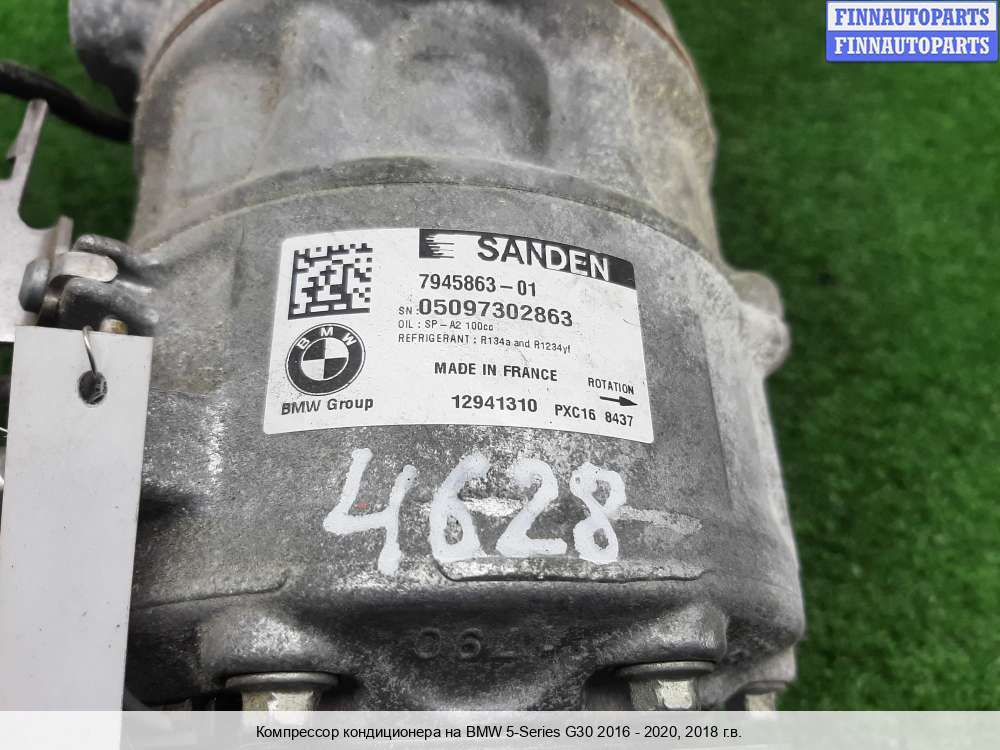 FINNAUTOPARTS
FINNAUTOPARTS
SANDEN
7945863-01
SN: 05097302863
OIL : SP-A2 100cc
REFRIGERANT : R134a and R1234yf
MADE IN FRANCE
ROTATION
BMW
BMW Group
12941310 PXC16 8437
4628
Компрессор кондиционера на BMW 5-Series G30 2016 - 2020, 2018 г.в.